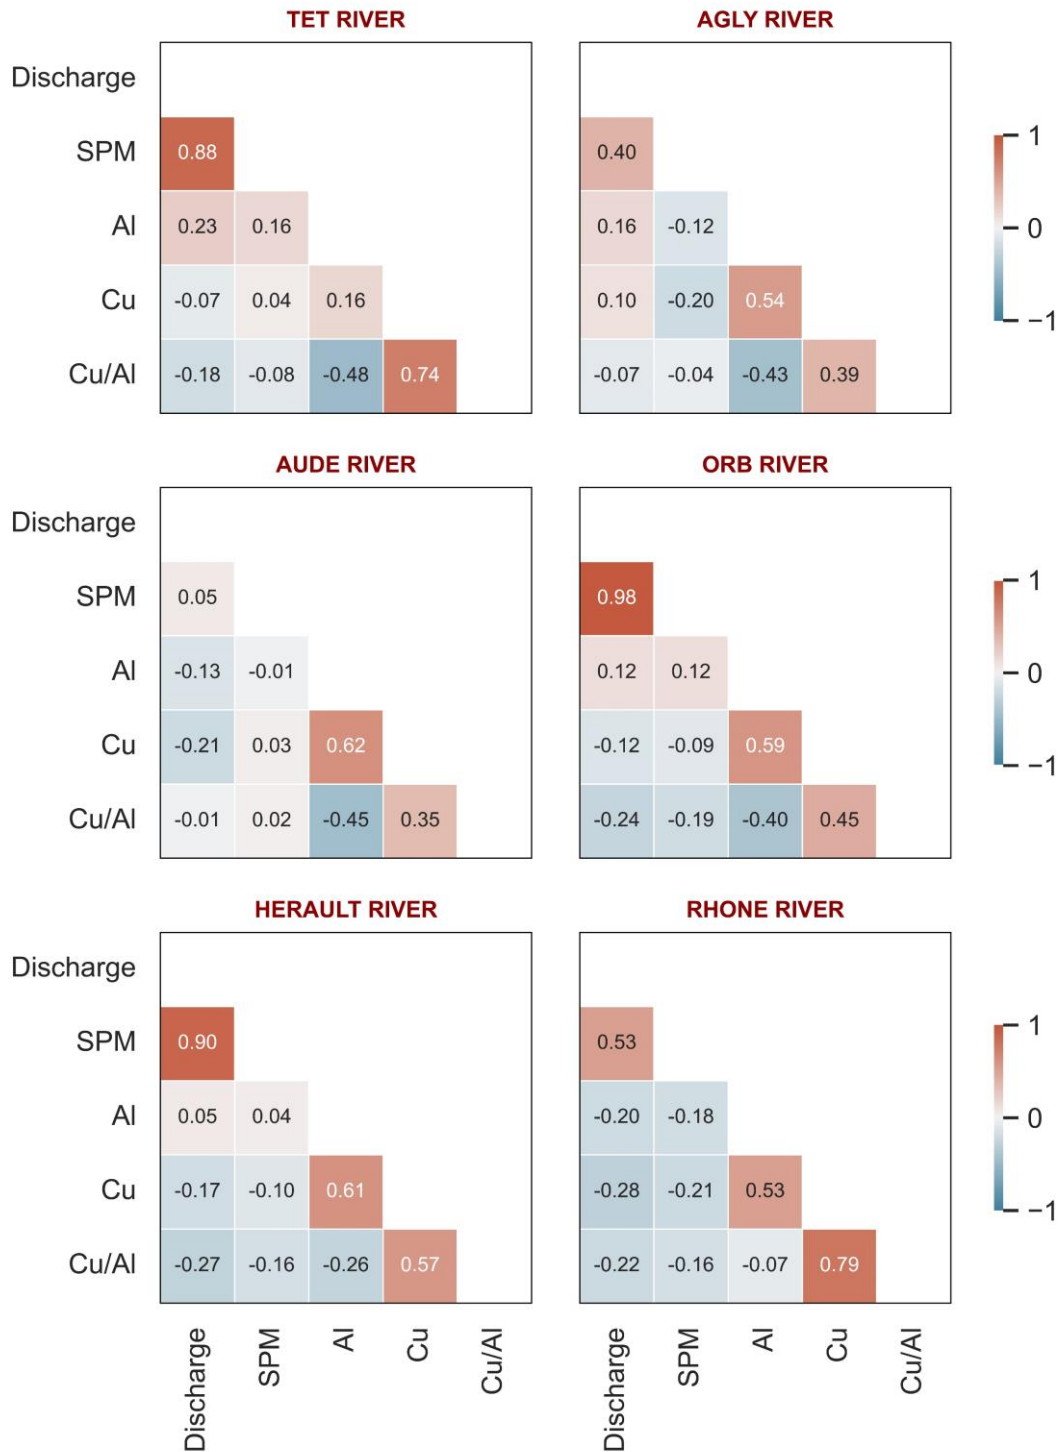 TET RIVER AGLY RIVER
Discharge
SPM 0.88 0.40 1
Al 0.23 0.16 0.16 -0.12 0
Cu -0.07 0.04 0.16 0.10 -0.20 0.54
Cu/Al -0.18 -0.08 -0.48 0.74 -0.07 -0.04 -0.43 0.39 −1
AUDE RIVER ORB RIVER
Discharge
SPM 0.05 0.98 1
Al -0.13 -0.01 0.12 0.12 0
Cu -0.21 0.03 0.62 -0.12 -0.09 0.59
Cu/Al -0.01 0.02 -0.45 0.35 -0.24 -0.19 -0.40 0.45 −1
HERAULT RIVER RHONE RIVER
Discharge
SPM 0.90 0.53 1
Al 0.05 0.04 -0.20 -0.18 0
Cu -0.17 -0.10 0.61 -0.28 -0.21 0.53
Cu/Al -0.27 -0.16 -0.26 0.57 -0.22 -0.16 -0.07 0.79 −1
Discharge SPM Al Cu Cu/Al Discharge SPM Al Cu Cu/Al